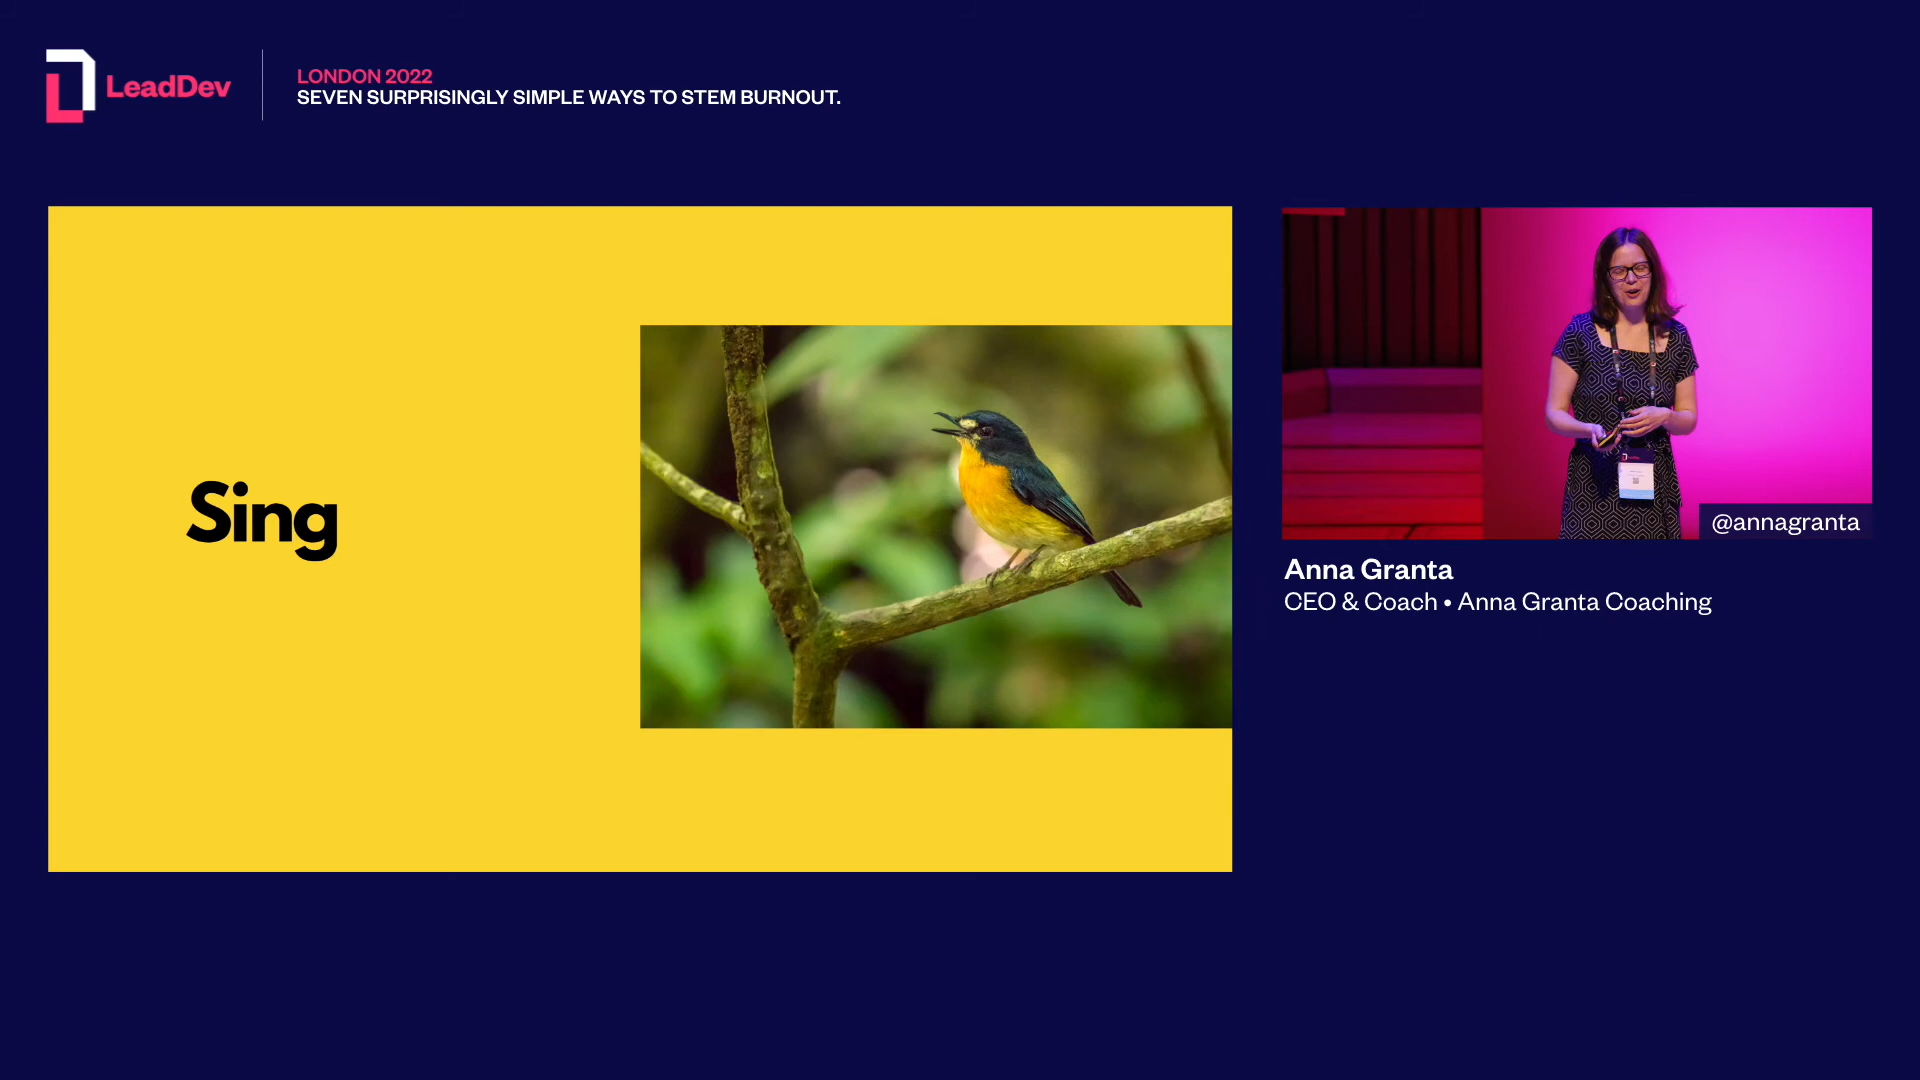 LeadDev
LONDON 2022
SEVEN SURPRISINGLY SIMPLE WAYS TO STEM BURNOUT.
Sing
@annagranta
Anna Granta
CEO & Coach • Anna Granta Coaching